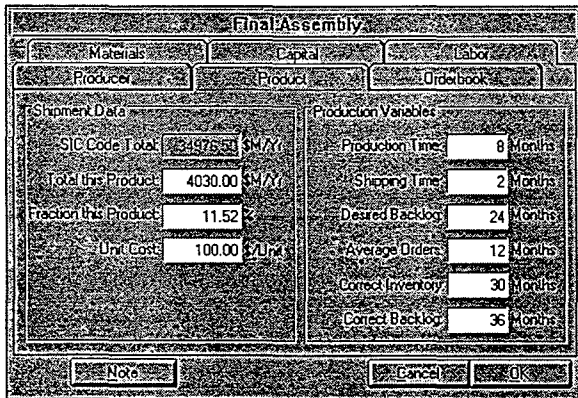 Final Assembly
Materials Capital Labor
Producer Product Orderbook
Shipment Data
SIC Code Total: 34976.50 $M/Yr
Total this Product: 4030.00 $M/Yr
Fraction this Product: 11.52 %
Unit Cost: 100.00 $/Unit
Production Variables
Production Time: 8 Months
Shipping Time: 2 Months
Desired Backlog: 24 Months
Average Orders: 12 Months
Correct Inventory: 30 Months
Correct Backlog: 36 Months
Note Cancel OK